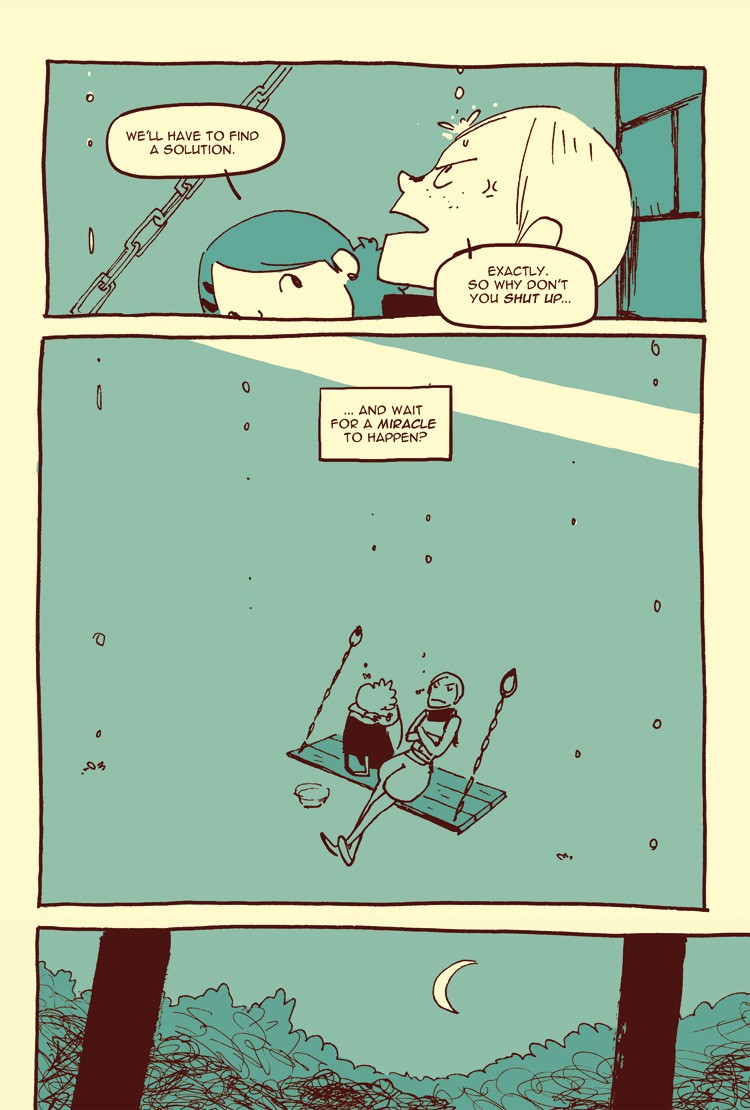 WE'LL HAVE TO FIND
A SOLUTION.
EXACTLY.
SO WHY DON'T
YOU SHUT UP...
... AND WAIT
FOR A MIRACLE
TO HAPPEN?